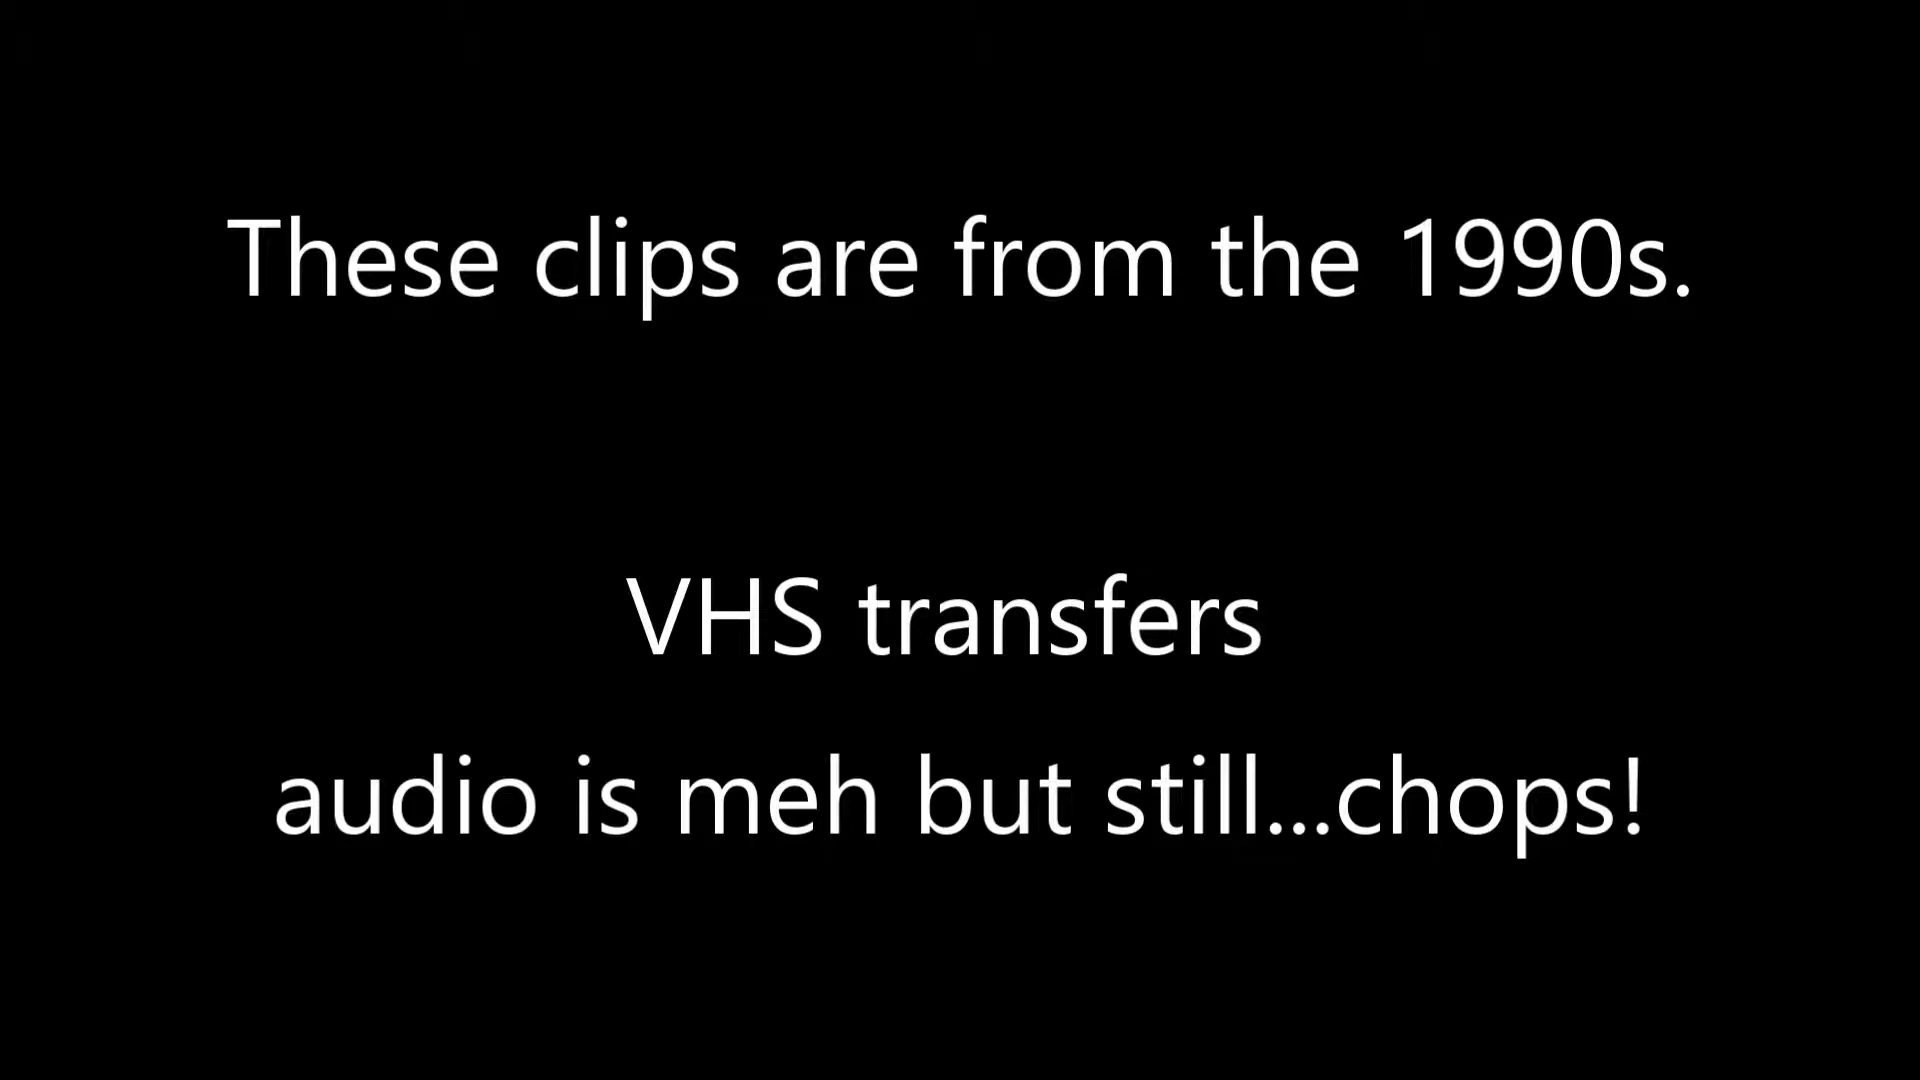 These clips are from the 1990s.
VHS transfers
audio is meh but still...chops!